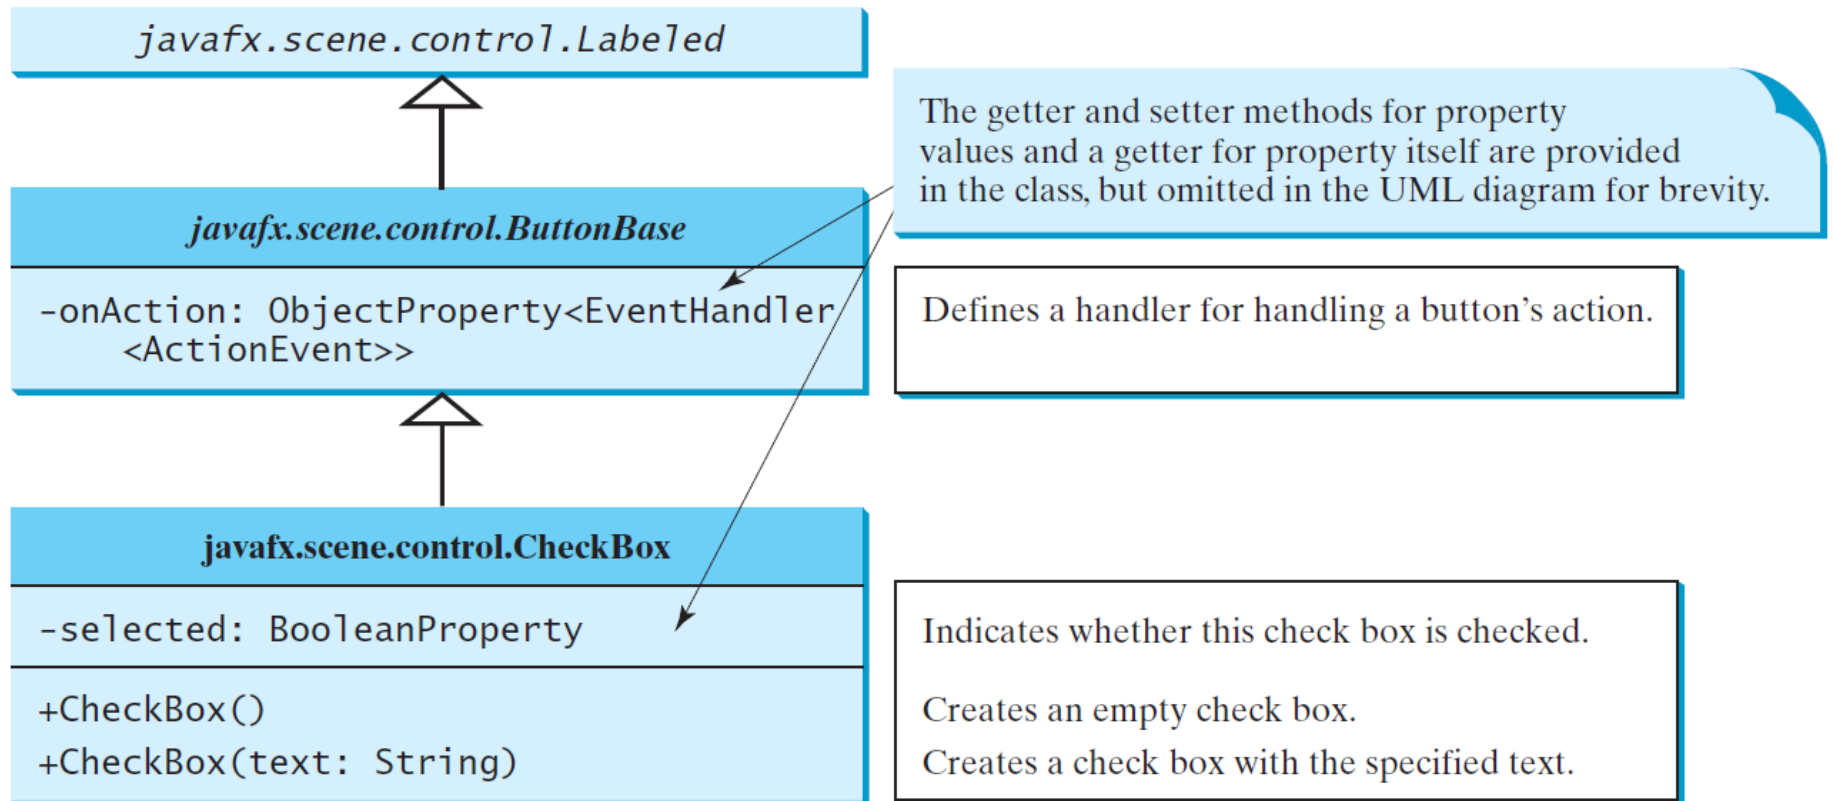 javafx.scene.control.Labeled
The getter and setter methods for property
values and a getter for property itself are provided
in the class, but omitted in the UML diagram for brevity.
javafx.scene.control.ButtonBase
-onAction: ObjectProperty<EventHandler
<ActionEvent>>
Defines a handler for handling a button’s action.
javafx.scene.control.CheckBox
-selected: BooleanProperty
Indicates whether this check box is checked.
+CheckBox()
Creates an empty check box.
+CheckBox(text: String)
Creates a check box with the specified text.